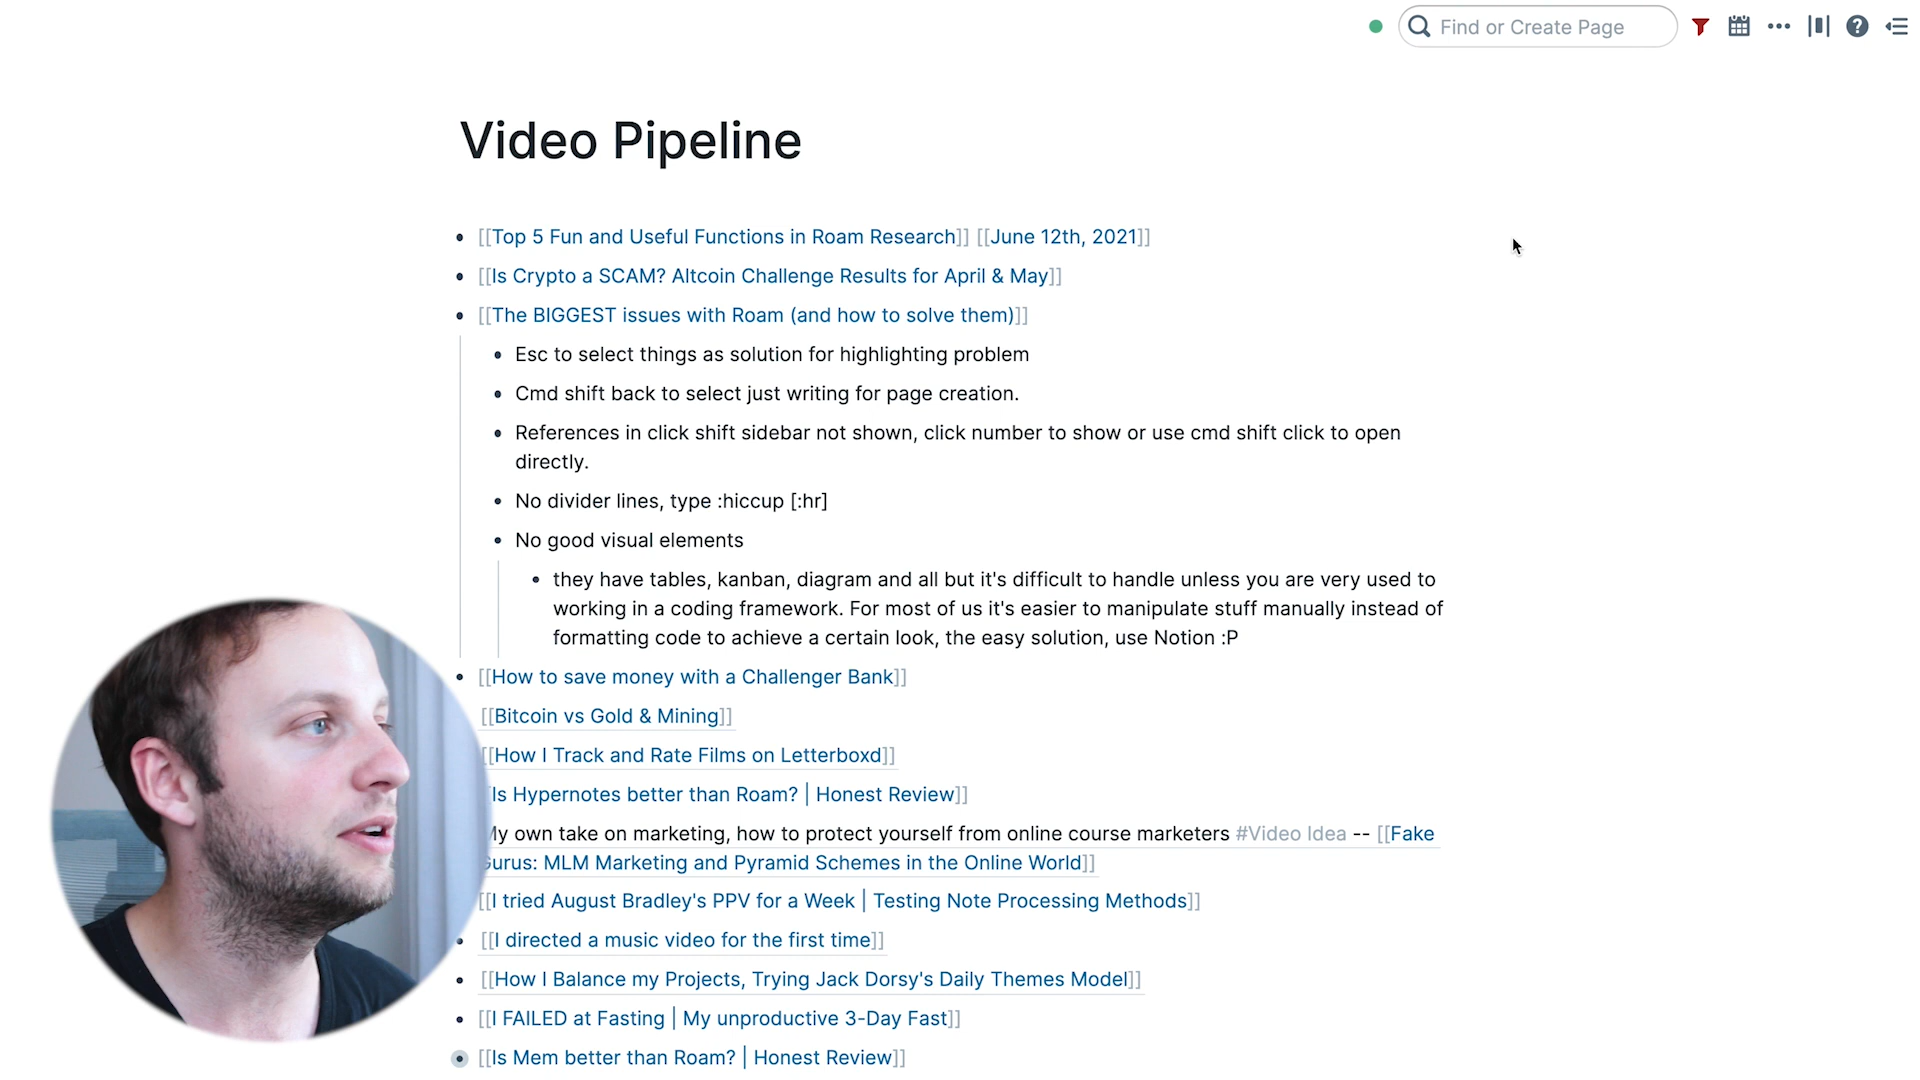 Find or Create Page
Video Pipeline
[[Top 5 Fun and Useful Functions in Roam Research]] [[June 12th, 2021]]
[[Is Crypto a SCAM? Altcoin Challenge Results for April & May]]
[[The BIGGEST issues with Roam (and how to solve them)]]
Esc to select things as solution for highlighting problem
Cmd shift back to select just writing for page creation.
References in click shift sidebar not shown, click number to show or use cmd shift click to open
directly.
No divider lines, type :hiccup [:hr]
No good visual elements
they have tables, kanban, diagram and all but it's difficult to handle unless you are very used to
working in a coding framework. For most of us it's easier to manipulate stuff manually instead of
formatting code to achieve a certain look, the easy solution, use Notion :P
[[How to save money with a Challenger Bank]]
[[Bitcoin vs Gold & Mining]]
[[How I Track and Rate Films on Letterboxd]]
[Is Hypernotes better than Roam? | Honest Review]]
My own take on marketing, how to protect yourself from online course marketers #Video Idea -- [[Fake
Gurus: MLM Marketing and Pyramid Schemes in the Online World]]
[[I tried August Bradley's PPV for a Week | Testing Note Processing Methods]]
[[I directed a music video for the first time]]
[[How I Balance my Projects, Trying Jack Dorsy's Daily Themes Model]]
[[I FAILED at Fasting | My unproductive 3-Day Fast]]
[[Is Mem better than Roam? | Honest Review]]